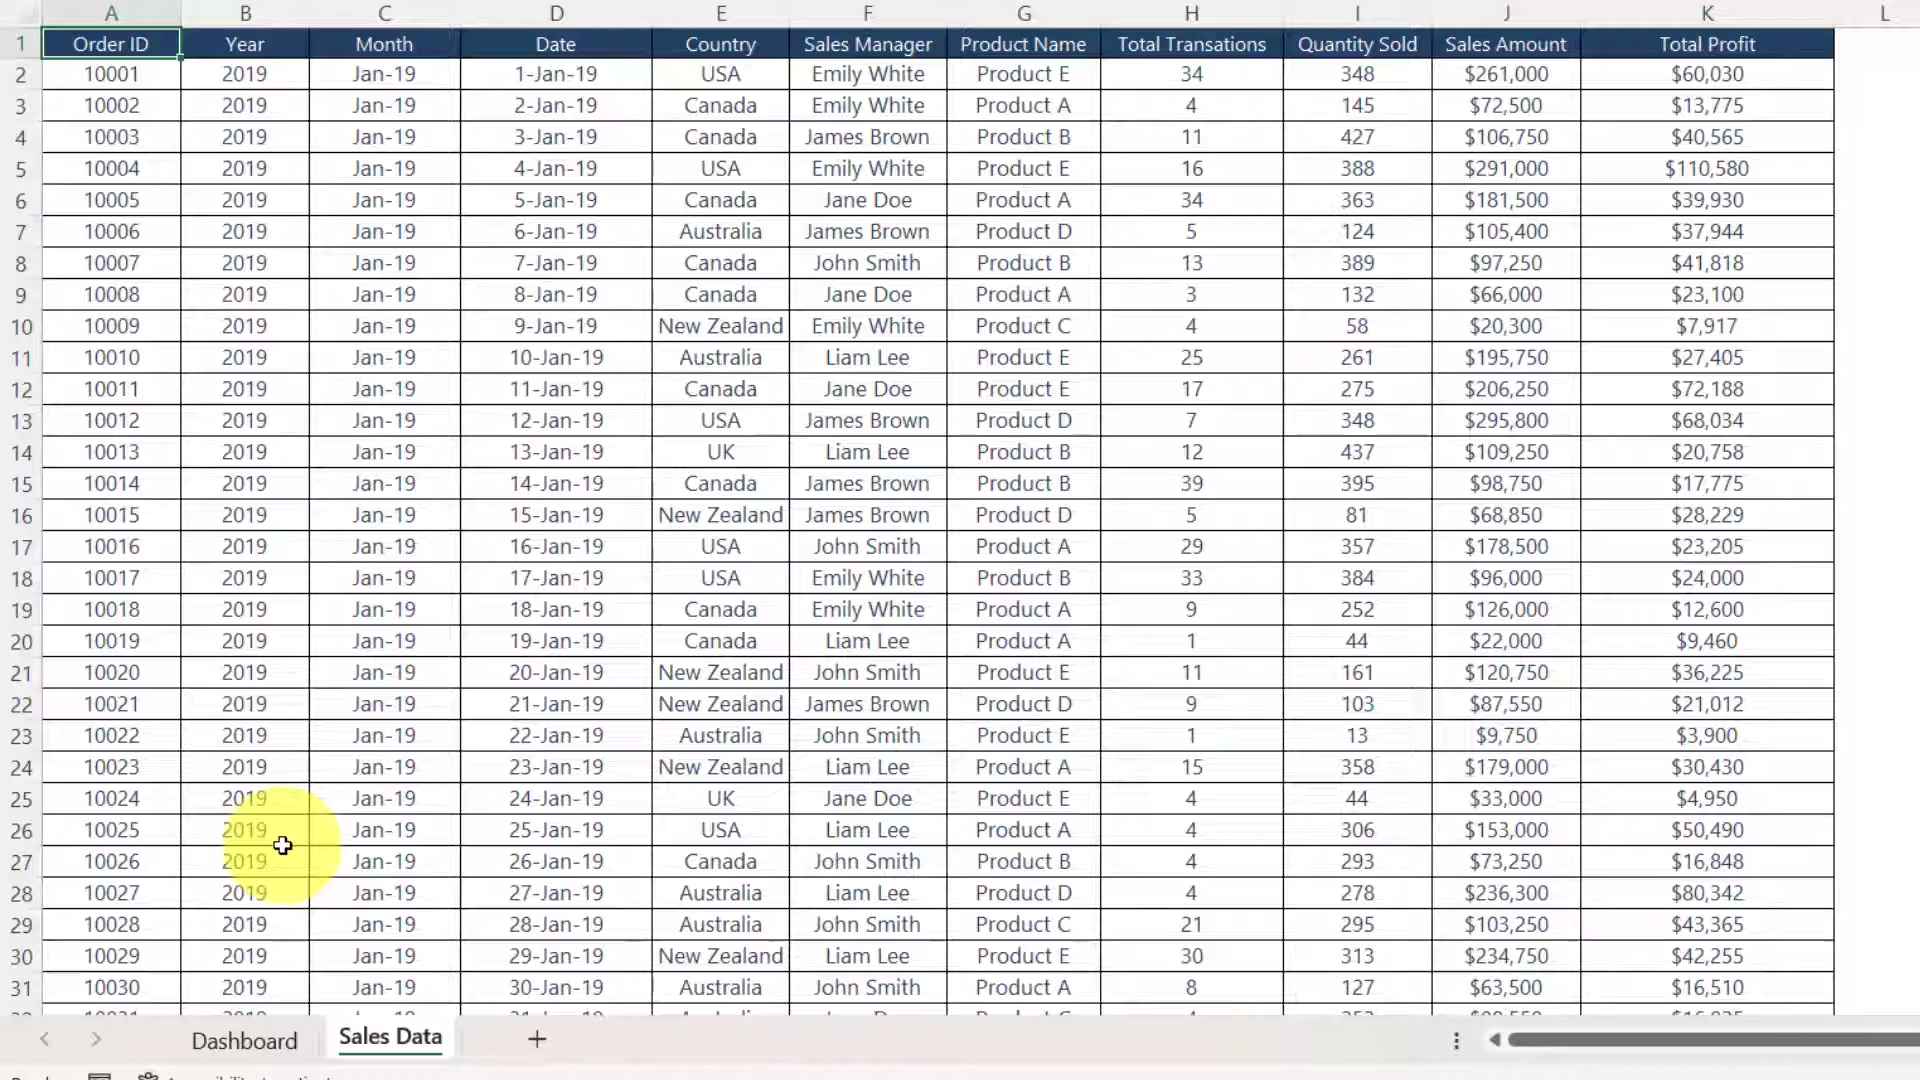 A B C D E F G H I J K L
1 Order ID Year Month Date Country Sales Manager Product Name Total Transations Quantity Sold Sales Amount Total Profit
2 10001 2019 Jan-19 1-Jan-19 USA Emily White Product E 34 348 $261,000 $60,030
3 10002 2019 Jan-19 2-Jan-19 Canada Emily White Product A 4 145 $72,500 $13,775
4 10003 2019 Jan-19 3-Jan-19 Canada James Brown Product B 11 427 $106,750 $40,565
5 10004 2019 Jan-19 4-Jan-19 USA Emily White Product E 16 388 $291,000 $110,580
6 10005 2019 Jan-19 5-Jan-19 Canada Jane Doe Product A 34 363 $181,500 $39,930
7 10006 2019 Jan-19 6-Jan-19 Australia James Brown Product D 5 124 $105,400 $37,944
8 10007 2019 Jan-19 7-Jan-19 Canada John Smith Product B 13 389 $97,250 $41,818
9 10008 2019 Jan-19 8-Jan-19 Canada Jane Doe Product A 3 132 $66,000 $23,100
10 10009 2019 Jan-19 9-Jan-19 New Zealand Emily White Product C 4 58 $20,300 $7,917
11 10010 2019 Jan-19 10-Jan-19 Australia Liam Lee Product E 25 261 $195,750 $27,405
12 10011 2019 Jan-19 11-Jan-19 Canada Jane Doe Product E 17 275 $206,250 $72,188
13 10012 2019 Jan-19 12-Jan-19 USA James Brown Product D 7 348 $295,800 $68,034
14 10013 2019 Jan-19 13-Jan-19 UK Liam Lee Product B 12 437 $109,250 $20,758
15 10014 2019 Jan-19 14-Jan-19 Canada James Brown Product B 39 395 $98,750 $17,775
16 10015 2019 Jan-19 15-Jan-19 New Zealand James Brown Product D 5 81 $68,850 $28,229
17 10016 2019 Jan-19 16-Jan-19 USA John Smith Product A 29 357 $178,500 $23,205
18 10017 2019 Jan-19 17-Jan-19 USA Emily White Product B 33 384 $96,000 $24,000
19 10018 2019 Jan-19 18-Jan-19 Canada Emily White Product A 9 252 $126,000 $12,600
20 10019 2019 Jan-19 19-Jan-19 Canada Liam Lee Product A 1 44 $22,000 $9,460
21 10020 2019 Jan-19 20-Jan-19 New Zealand John Smith Product E 11 161 $120,750 $36,225
22 10021 2019 Jan-19 21-Jan-19 New Zealand James Brown Product D 9 103 $87,550 $21,012
23 10022 2019 Jan-19 22-Jan-19 Australia John Smith Product E 1 13 $9,750 $3,900
24 10023 2019 Jan-19 23-Jan-19 New Zealand Liam Lee Product A 15 358 $179,000 $30,430
25 10024 2019 Jan-19 24-Jan-19 UK Jane Doe Product E 4 44 $33,000 $4,950
26 10025 2019 Jan-19 25-Jan-19 USA Liam Lee Product A 4 306 $153,000 $50,490
27 10026 2019 Jan-19 26-Jan-19 Canada John Smith Product B 4 293 $73,250 $16,848
28 10027 2019 Jan-19 27-Jan-19 Australia Liam Lee Product D 4 278 $236,300 $80,342
29 10028 2019 Jan-19 28-Jan-19 Australia John Smith Product C 21 295 $103,250 $43,365
30 10029 2019 Jan-19 29-Jan-19 New Zealand Liam Lee Product E 30 313 $234,750 $42,255
31 10030 2019 Jan-19 30-Jan-19 Australia John Smith Product A 8 127 $63,500 $16,510
Dashboard Sales Data